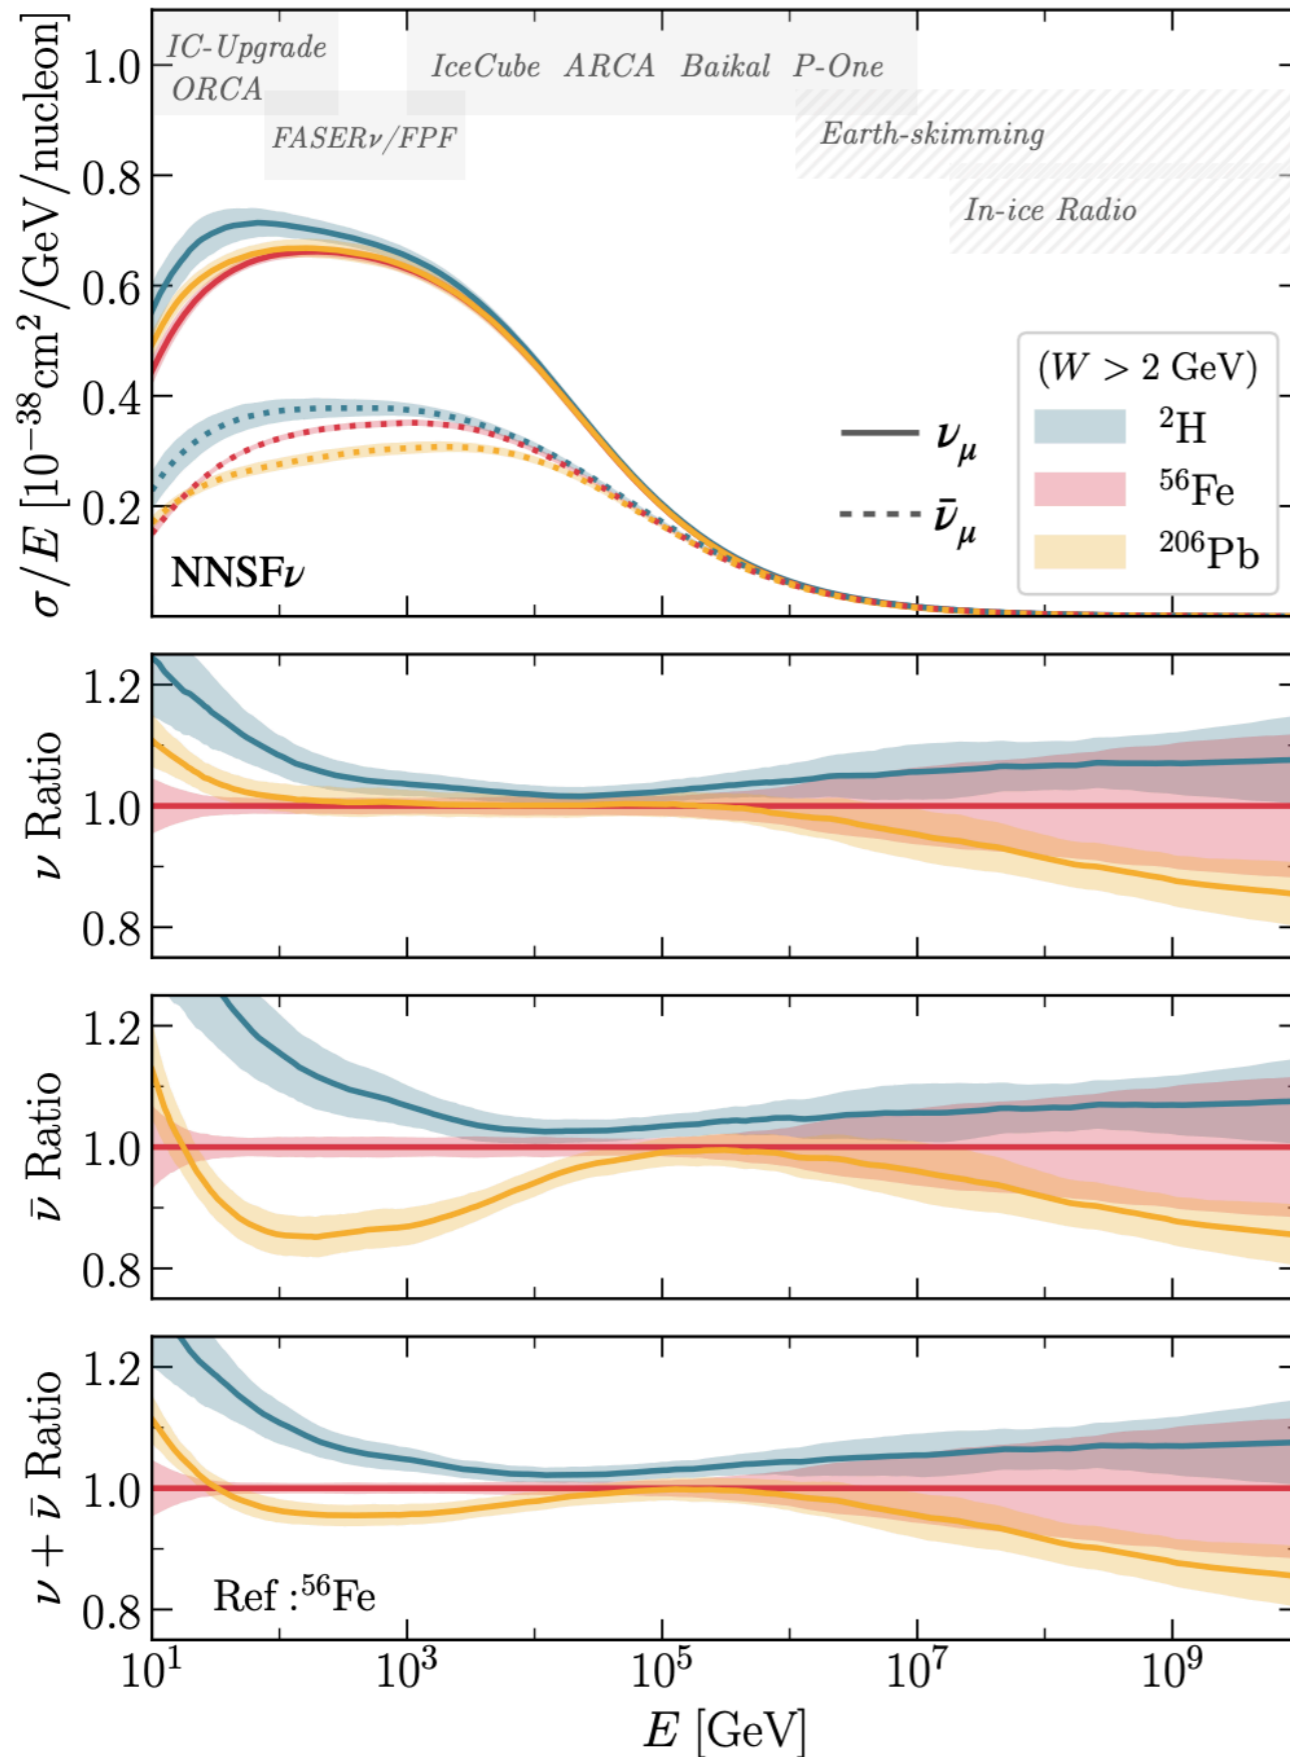 σ/E [10⁻³⁸cm²/GeV/nucleon]
1.0
0.8
0.6
0.4
0.2
IC-Upgrade
ORCA
IceCube ARCA Baikal P-One
FASERν/FPF
Earth-skimming
In-ice Radio
(W > 2 GeV)
²H
⁵⁶Fe
²⁰⁶Pb
ν_μ
ν̄_μ
NNSFν
ν Ratio
1.2
1.0
0.8
ν̄ Ratio
1.2
1.0
0.8
ν + ν̄ Ratio
1.2
1.0
0.8
Ref :⁵⁶Fe
10¹ 10³ 10⁵ 10⁷ 10⁹
E [GeV]